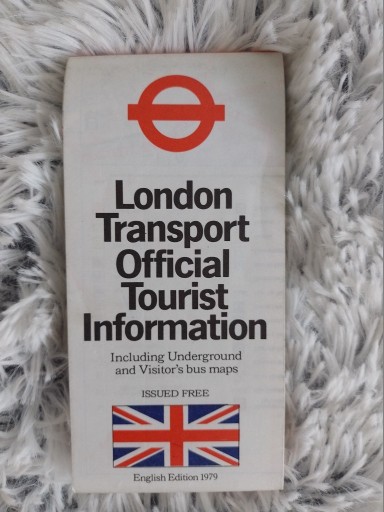 London
Transport
Official
Tourist
Information
Including Underground
and Visitor's bus maps
ISSUED FREE
English Edition 1979